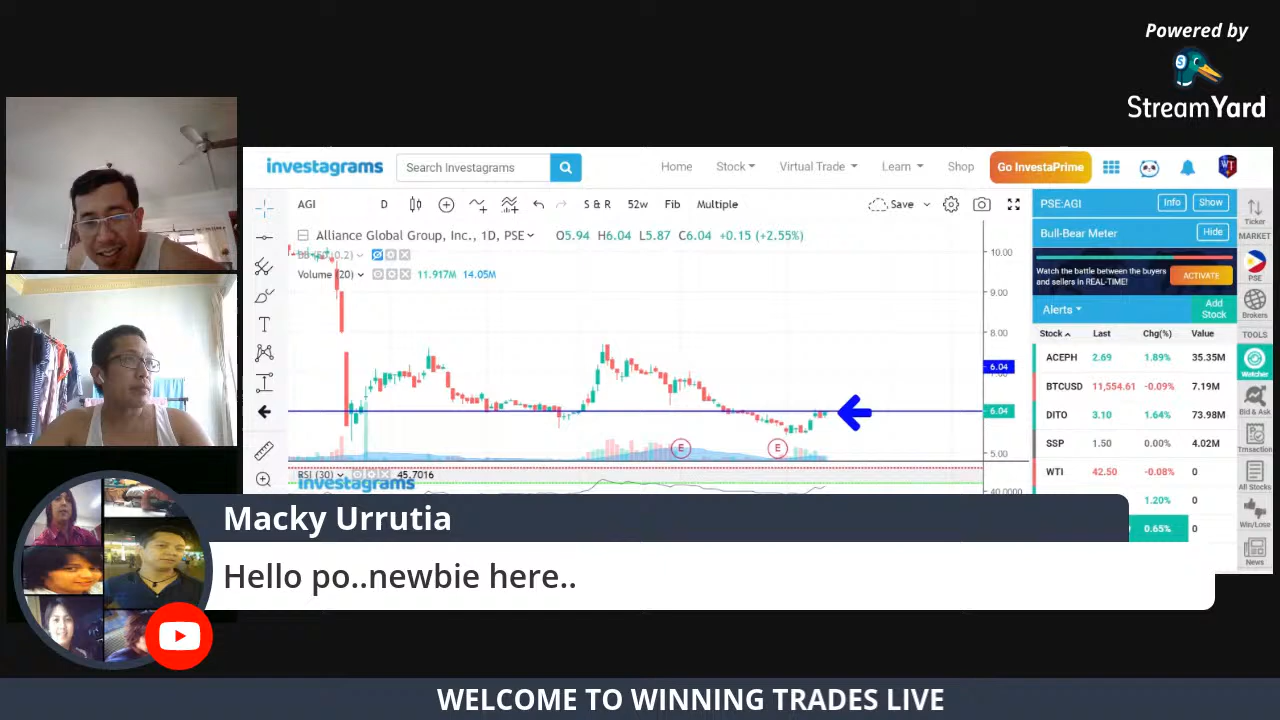 Powered by
StreamYard
investagrams
Search Investagrams
Home
Stock
Virtual Trade
Learn
Shop
Go InvestaPrime
AGI
D
S & R
52w
Fib
Multiple
Save
PSE:AGI
Info
Show
Ticker
Alliance Global Group, Inc., 1D, PSE
O5.94 H6.04 L5.87 C6.04 +0.15 (+2.55%)
Bull-Bear Meter
Hide
MARKET
10.00
Volume (20)
11.917M 14.05M
Watch the battle between the buyers
and sellers in REAL-TIME!
ACTIVATE
PSE
9.00
Alerts
Add
Stock
Brokers
8.00
Stock
Last
Chg(%)
Value
TOOLS
6.04
ACEPH 2.69 1.89% 35.35M
Watcher
BTCUSD 11,554.61 -0.09% 7.19M
Bid & Ask
6.04
DITO 3.10 1.64% 73.98M
SSP 1.50 0.00% 4.02M
E
E
5.00
All Stocks
RSI (30)
45.7016
WTI 42.50 -0.08% 0
investagrams
40.0000
1.20% 0
Win/Lose
0.65% 0
News
Macky Urrutia
Hello po..newbie here..
WELCOME TO WINNING TRADES LIVE